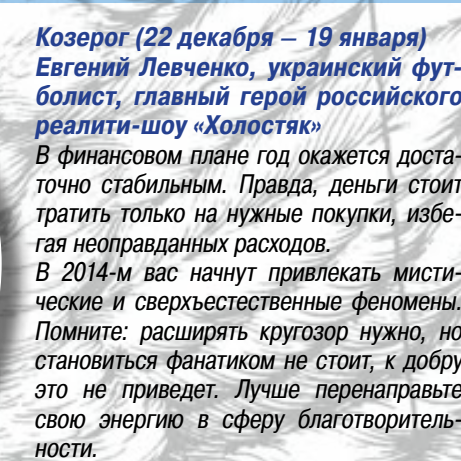 Козерог (22 декабря – 19 января)
Евгений Левченко, украинский фут-
болист, главный герой российского
реалити-шоу «Холостяк»
В финансовом плане год окажется доста-
точно стабильным. Правда, деньги стоит
тратить только на нужные покупки, избе-
гая неоправданных расходов.
В 2014-м вас начнут привлекать мисти-
ческие и сверхъестественные феномены.
Помните: расширять кругозор нужно, но
становиться фанатиком не стоит, к добру
это не приведет. Лучше перенаправьте
свою энергию в сферу благотворитель-
ности.